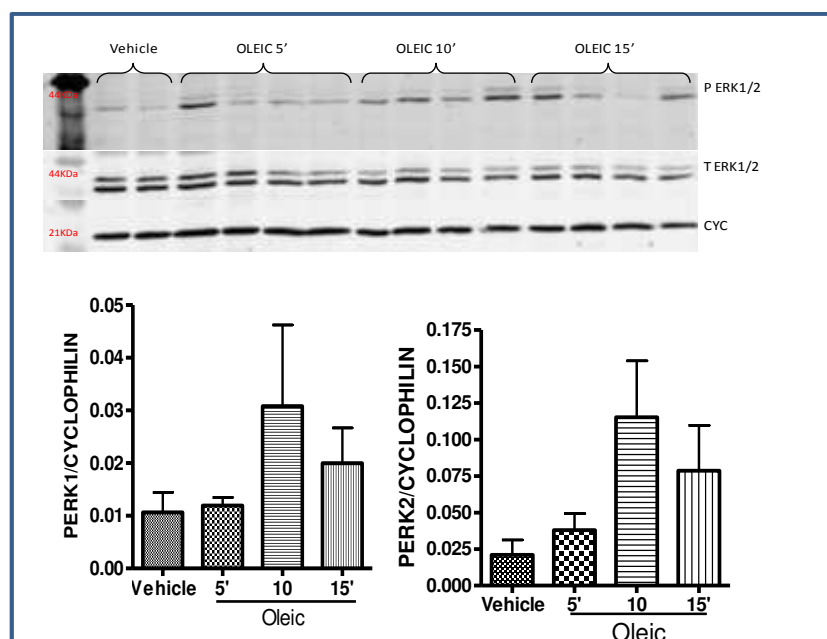 Vehicle OLEIC 5' OLEIC 10' OLEIC 15'
44KDa P ERK1/2
44KDa T ERK1/2
21KDa CYC
PERK1/CYCLOPHILIN
0.05
0.04
0.03
0.02
0.01
0.00
Vehicle 5' 10 15'
Oleic
PERK2/CYCLOPHILIN
0.175
0.150
0.125
0.100
0.075
0.050
0.025
0.000
Vehicle 5' 10 15'
Oleic